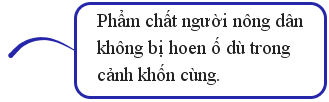 Phẩm chất người nông dân
không bị hoen ố dù trong
cảnh khốn cùng.